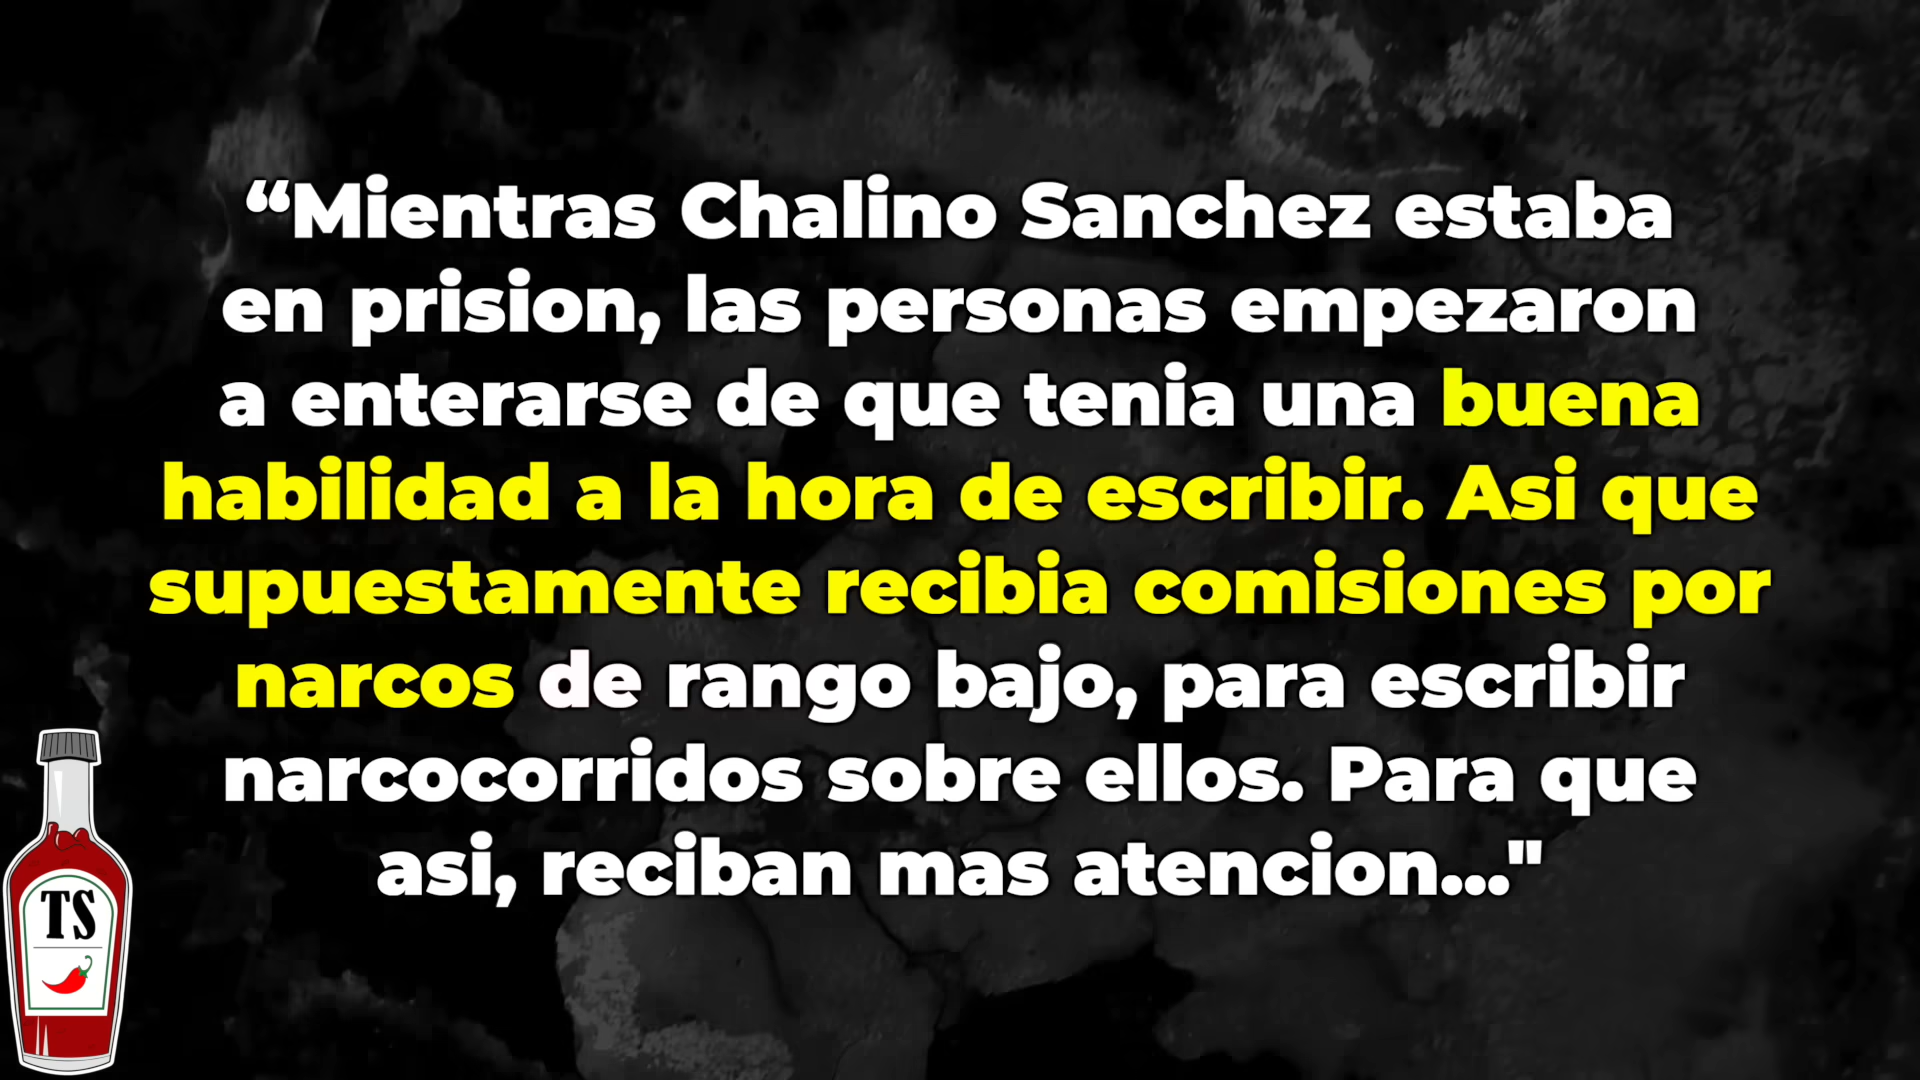 “Mientras Chalino Sanchez estaba
en prision, las personas empezaron
a enterarse de que tenia una buena
habilidad a la hora de escribir. Asi que
supuestamente recibia comisiones por
narcos de rango bajo, para escribir
narcocorridos sobre ellos. Para que
asi, reciban mas atencion..."
TS